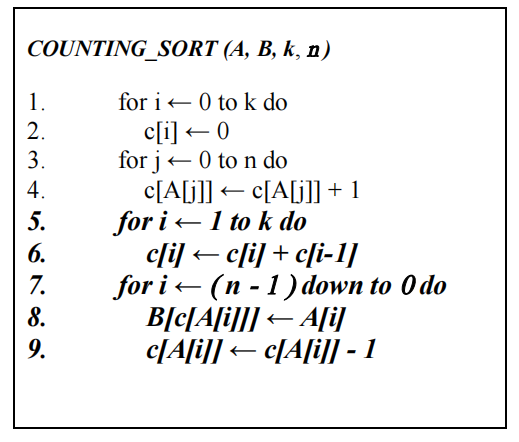 COUNTING_SORT (A, B, k, n)
1. for i ← 0 to k do
2. c[i] ← 0
3. for j ← 0 to n do
4. c[A[j]] ← c[A[j]] + 1
5. for i ← 1 to k do
6. c[i] ← c[i] + c[i-1]
7. for i ← (n - 1) down to 0 do
8. B[c[A[i]]] ← A[i]
9. c[A[i]] ← c[A[i]] - 1